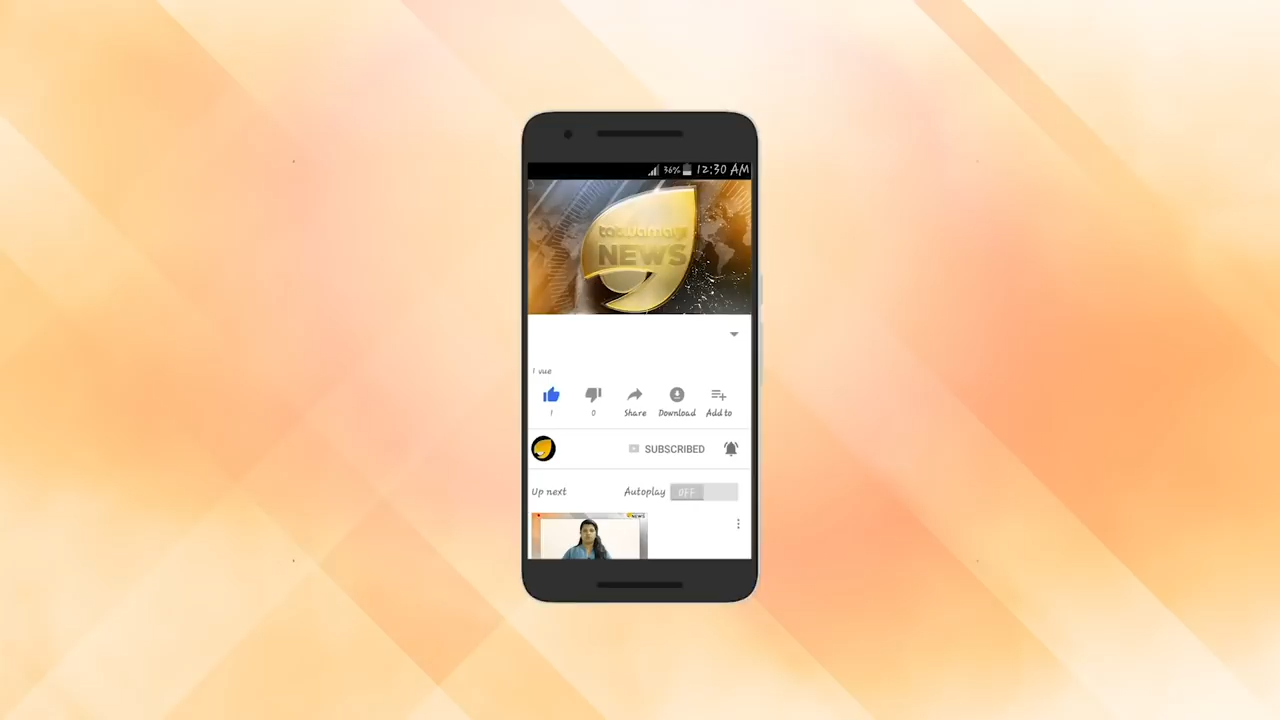 36% 12:30 AM
tatwamayi
NEWS
1 vue
1 0 Share Download Add to
SUBSCRIBED
Up next Autoplay OFF
NEWS